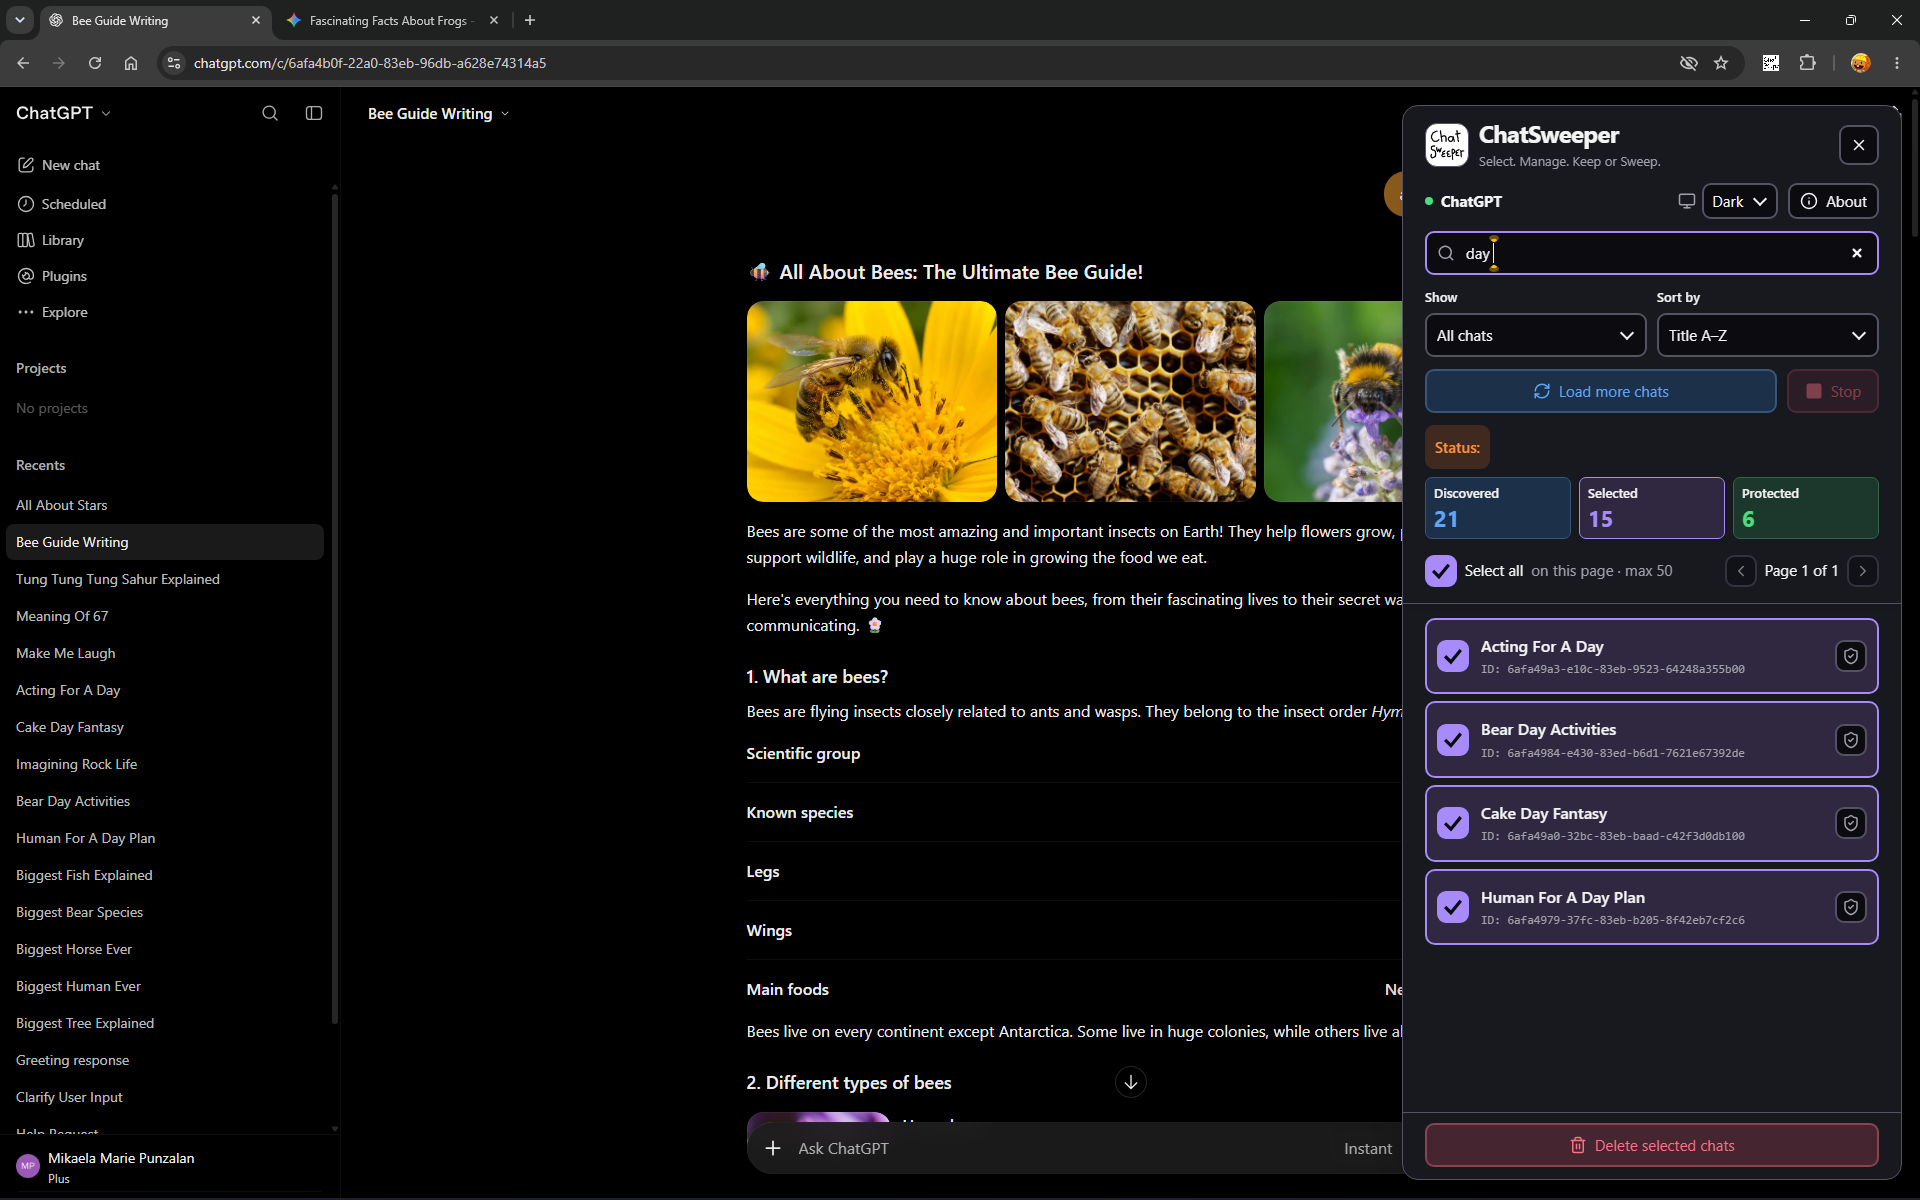 Bee Guide Writing
Fascinating Facts About Frogs
chatgpt.com/c/6afa4b0f-22a0-83eb-96db-a628e74314a5
ChatGPT
New chat
Scheduled
Library
Plugins
Explore
Projects
No projects
Recents
All About Stars
Bee Guide Writing
Tung Tung Tung Sahur Explained
Meaning Of 67
Make Me Laugh
Acting For A Day
Cake Day Fantasy
Imagining Rock Life
Bear Day Activities
Human For A Day Plan
Biggest Fish Explained
Biggest Bear Species
Biggest Horse Ever
Biggest Human Ever
Biggest Tree Explained
Greeting response
Clarify User Input
Help Request
MP
Mikaela Marie Punzalan
Plus
Bee Guide Writing
All About Bees: The Ultimate Bee Guide!
Bees are some of the most amazing and important insects on Earth! They help flowers grow,
support wildlife, and play a huge role in growing the food we eat.
Here's everything you need to know about bees, from their fascinating lives to their secret
communicating.
1. What are bees?
Bees are flying insects closely related to ants and wasps. They belong to the insect order
Scientific group
Known species
Legs
Wings
Main foods
Bees live on every continent except Antarctica. Some live in huge colonies, while others live
2. Different types of bees
Ask ChatGPT
Instant
Chat Sweeper
ChatSweeper
Select. Manage. Keep or Sweep.
ChatGPT
Dark
About
day
Show
Sort by
All chats
Title A–Z
Load more chats
Stop
Status:
Discovered
21
Selected
15
Protected
6
Select all on this page · max 50
Page 1 of 1
Acting For A Day
ID: 6afa49a3-e10c-83eb-9523-64248a355b00
Bear Day Activities
ID: 6afa4984-e430-83ed-b6d1-7621e67392de
Cake Day Fantasy
ID: 6afa49a0-32bc-83eb-baad-c42f3d0db100
Human For A Day Plan
ID: 6afa4979-37fc-83eb-b205-8f42eb7cf2c6
Delete selected chats